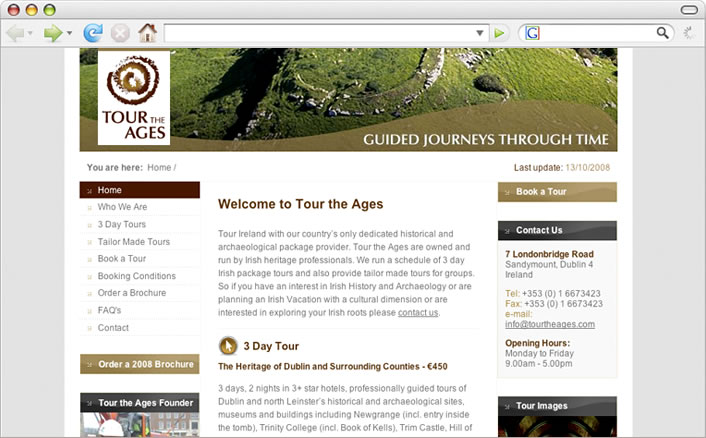 G
TOUR THE
AGES
GUIDED JOURNEYS THROUGH TIME
You are here: Home /
Last update: 13/10/2008
Home
Who We Are
3 Day Tours
Tailor Made Tours
Book a Tour
Booking Conditions
Order a Brochure
FAQ's
Contact
Order a 2008 Brochure
Tour the Ages Founder
Welcome to Tour the Ages
Tour Ireland with our country's only dedicated historical and
archaeological package provider. Tour the Ages are owned and
run by Irish heritage professionals. We run a schedule of 3 day
Irish package tours and also provide tailor made tours for groups.
So if you have an interest in Irish History and Archaeology or are
planning an Irish Vacation with a cultural dimension or are
interested in exploring your Irish roots please contact us.
3 Day Tour
The Heritage of Dublin and Surrounding Counties - €450
3 days, 2 nights in 3+ star hotels, professionally guided tours of
Dublin and north Leinster's historical and archaeological sites,
museums and buildings including Newgrange (incl. entry inside
the tomb), Trinity College (incl. Book of Kells), Trim Castle, Hill of
Book a Tour
Contact Us
7 Londonbridge Road
Sandymount, Dublin 4
Ireland
Tel: +353 (0) 1 6673423
Fax: +353 (0) 1 6673423
e-mail:
info@tourtheages.com
Opening Hours:
Monday to Friday
9.00am - 5.00pm
Tour Images